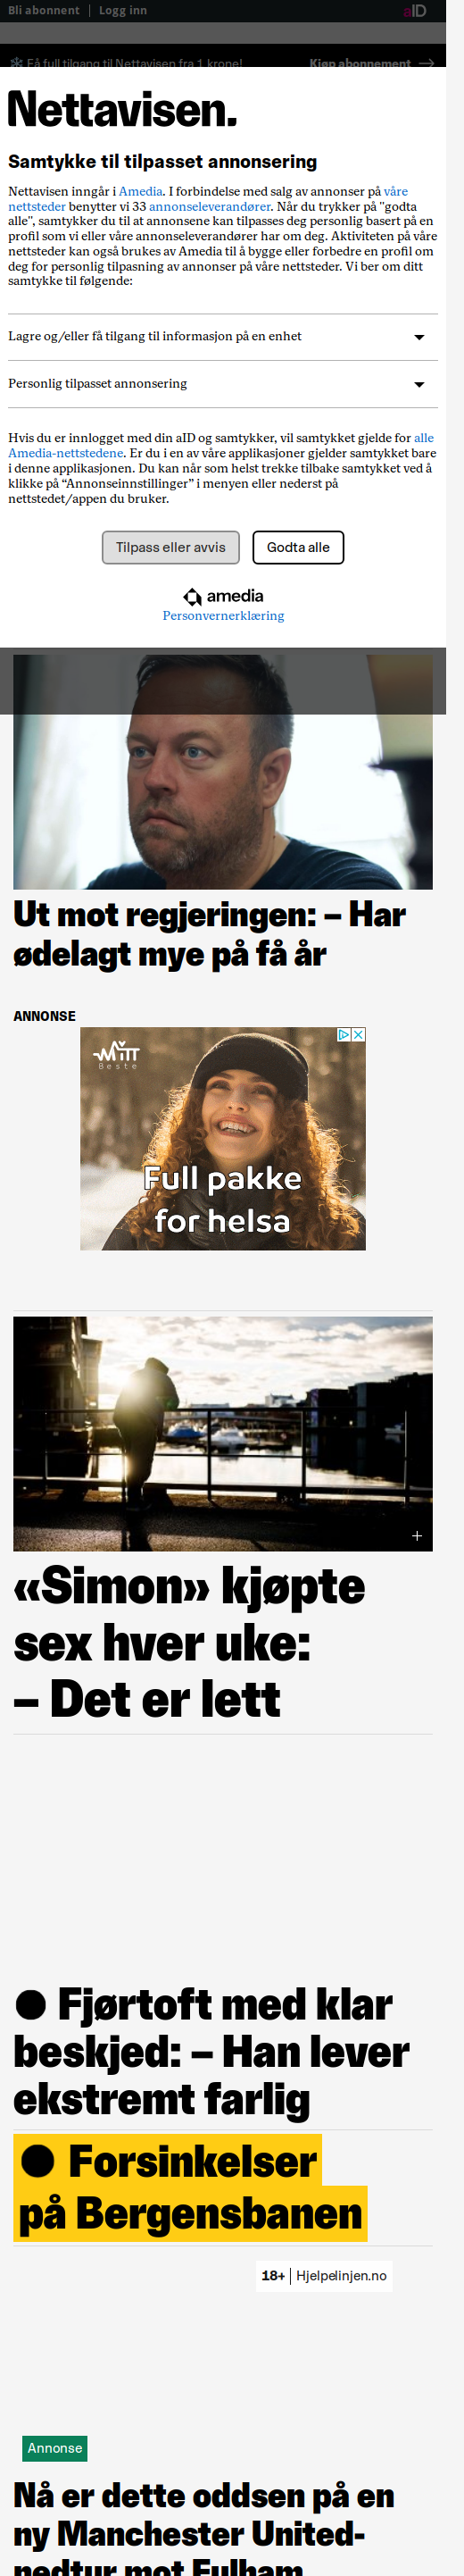 Bli abonnent | Logg inn aID
Få full tilgang til Nettavisen fra 1 krone! Kjøp abonnement →
Nettavisen.
Samtykke til tilpasset annonsering
Nettavisen inngår i Amedia. I forbindelse med salg av annonser på våre
nettsteder benytter vi 33 annonseleverandører. Når du trykker på "godta
alle", samtykker du til at annonsene kan tilpasses deg personlig basert på en
profil som vi eller våre annonseleverandører har om deg. Aktiviteten på våre
nettsteder kan også brukes av Amedia til å bygge eller forbedre en profil om
deg for personlig tilpasning av annonser på våre nettsteder. Vi ber om ditt
samtykke til følgende:
Lagre og/eller få tilgang til informasjon på en enhet
Personlig tilpasset annonsering
Hvis du er innlogget med din aID og samtykker, vil samtykket gjelde for alle
Amedia-nettstedene. Er du i en av våre applikasjoner gjelder samtykket bare
i denne applikasjonen. Du kan når som helst trekke tilbake samtykket ved å
klikke på “Annonseinnstillinger” i menyen eller nederst på
nettstedet/appen du bruker.
Tilpass eller avvis Godta alle
amedia
Personvernerklæring
Ut mot regjeringen: – Har
ødelagt mye på få år
ANNONSE
MITT
Beste
Full pakke
for helsa
«Simon» kjøpte
sex hver uke:
– Det er lett
● Fjørtoft med klar
beskjed: – Han lever
ekstremt farlig
● Forsinkelser
på Bergensbanen
18+ | Hjelpelinjen.no
Annonse
Nå er dette oddsen på en
ny Manchester United-
nedtur mot Fulham